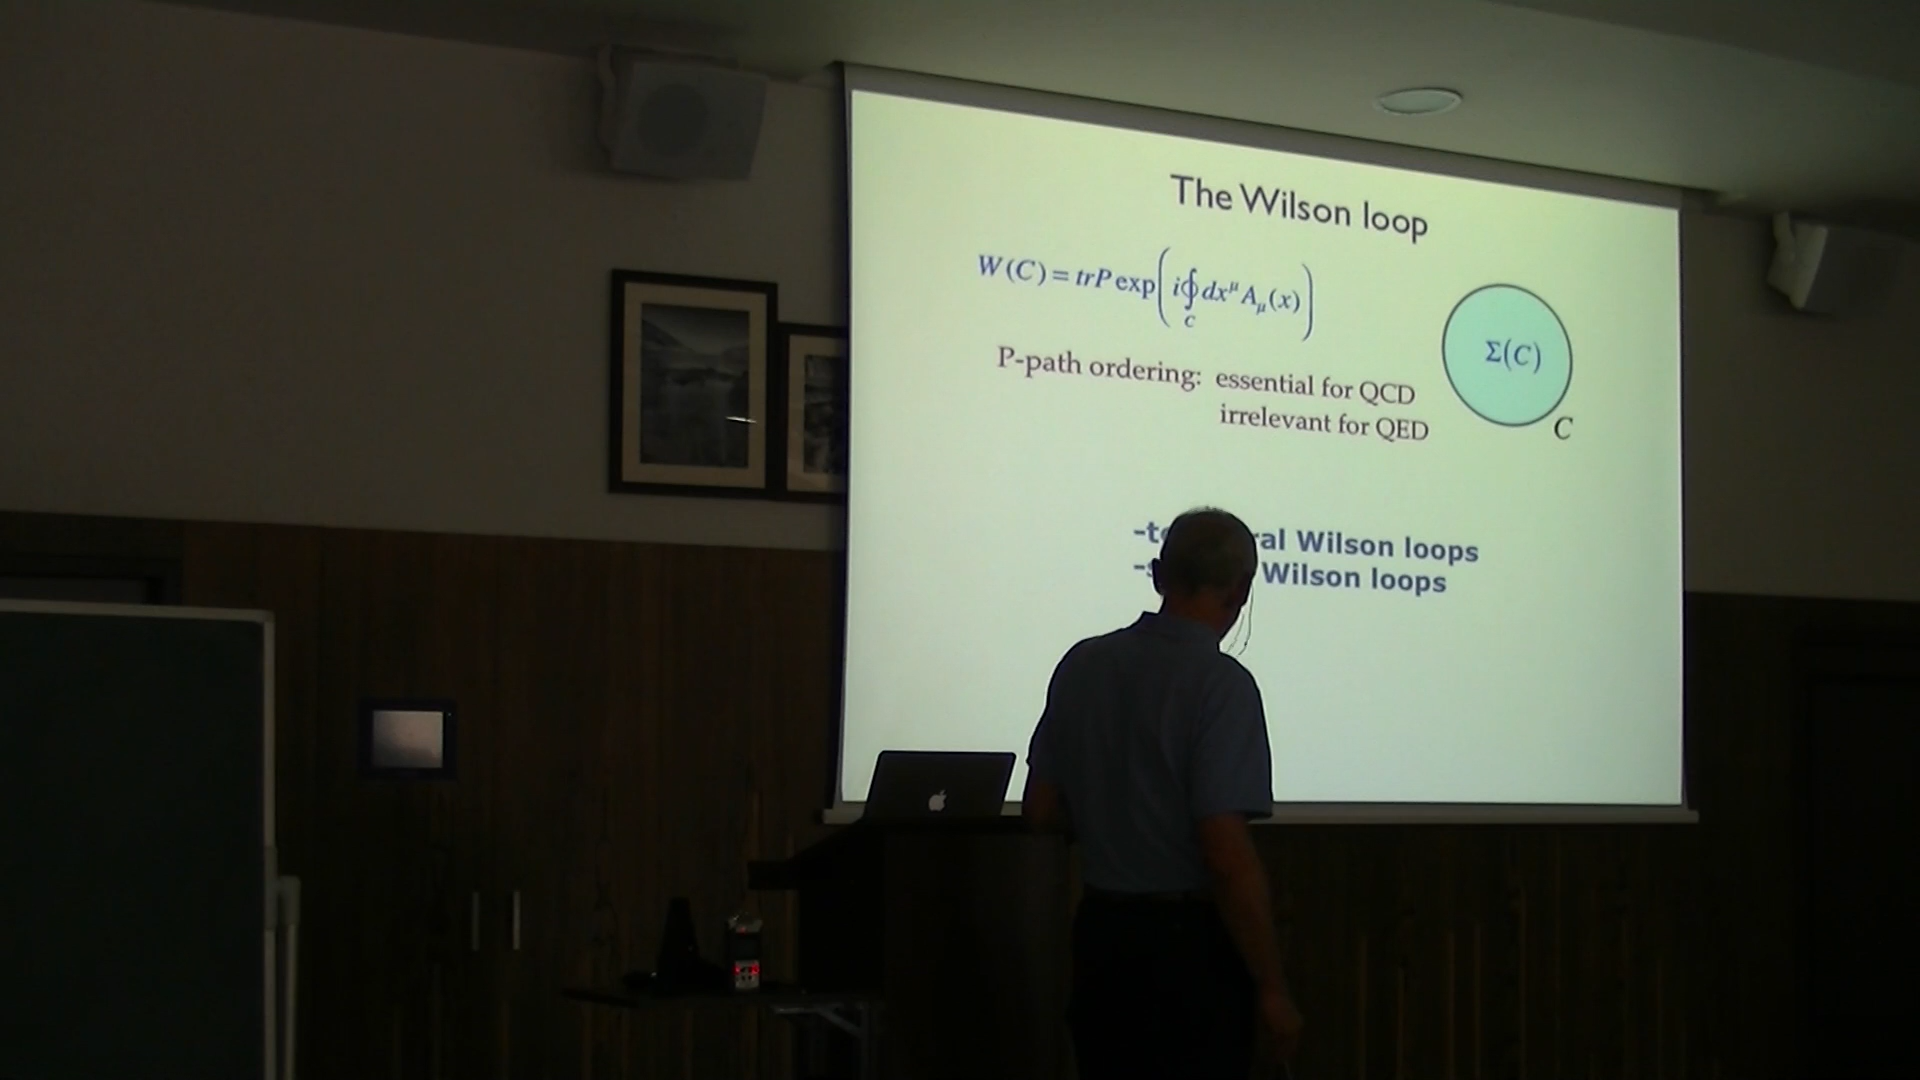 The Wilson loop
W(C) = trP exp( i∮_C dx^μ A_μ(x) )
Σ(C)
C
P-path ordering: essential for QCD
irrelevant for QED
Wilson loops
Wilson loops